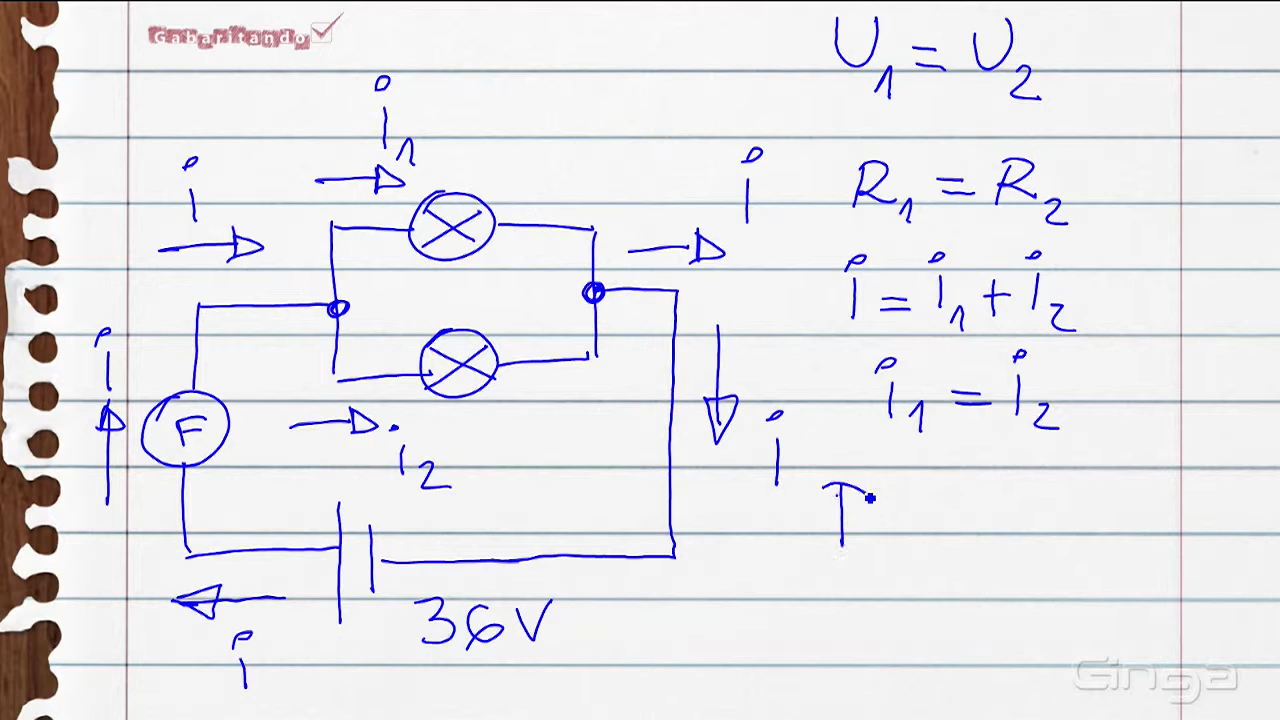 Gabaritando
U₁ = U₂
i₁
i
i
R₁ = R₂
i = i₁ + i₂
i
i₁ = i₂
F
i₂
i
P
36V
i
Ginga